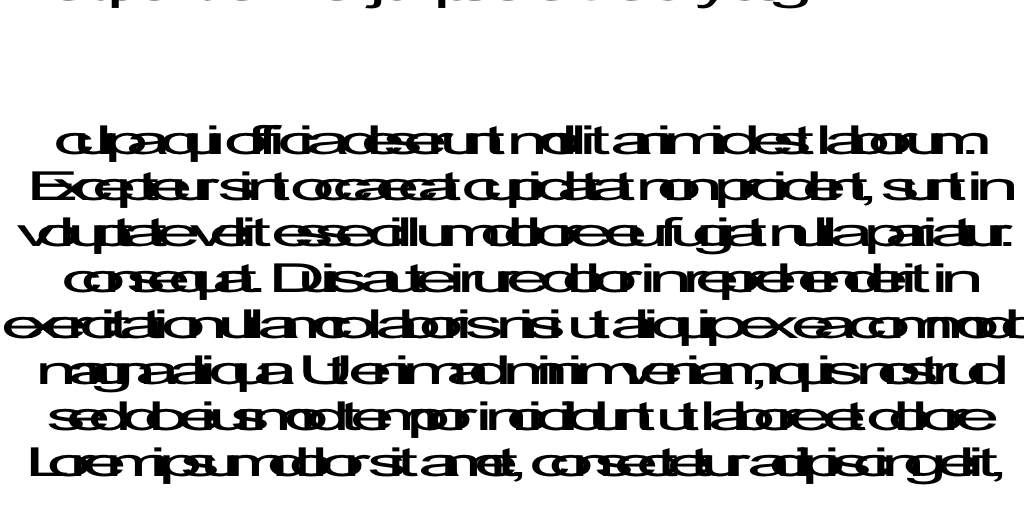 culpa qui officia deserunt mollit anim id est laborum.
Excepteur sint occaecat cupidatat non proident, sunt in
voluptate velit esse cillum dolore eu fugiat nulla pariatur.
consequat. Duis aute irure dolor in reprehenderit in
exercitation ullamco laboris nisi ut aliquip ex ea commodo
magna aliqua. Ut enim ad minim veniam, quis nostrud
sed do eiusmod tempor incididunt ut labore et dolore
Lorem ipsum dolor sit amet, consectetur adipiscing elit,